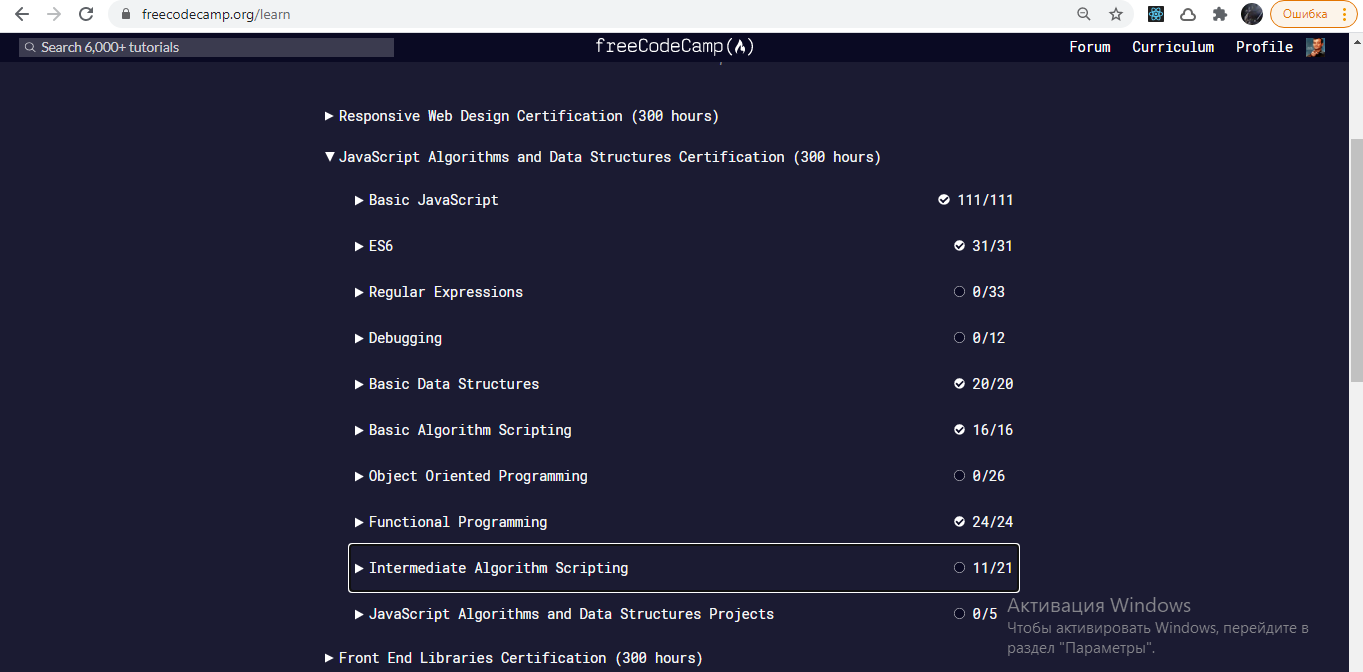 freecodecamp.org/learn
Ошибка
Search 6,000+ tutorials
freeCodeCamp(🔥)
Forum Curriculum Profile
Responsive Web Design Certification (300 hours)
JavaScript Algorithms and Data Structures Certification (300 hours)
Basic JavaScript 111/111
ES6 31/31
Regular Expressions 0/33
Debugging 0/12
Basic Data Structures 20/20
Basic Algorithm Scripting 16/16
Object Oriented Programming 0/26
Functional Programming 24/24
Intermediate Algorithm Scripting 11/21
JavaScript Algorithms and Data Structures Projects 0/5
Активация Windows
Чтобы активировать Windows, перейдите в
раздел "Параметры".
Front End Libraries Certification (300 hours)